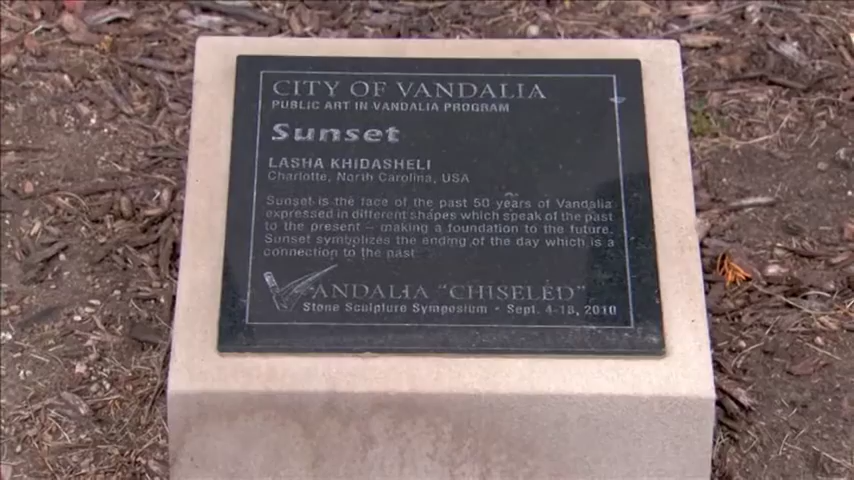 CITY OF VANDALIA
PUBLIC ART IN VANDALIA PROGRAM
Sunset
LASHA KHIDASHELI
Charlotte, North Carolina, USA
Sunset is the face of the past 50 years of Vandalia
expressed in different shapes which speak of the past
to the present – making a foundation to the future.
Sunset symbolizes the ending of the day which is a
connection to the past
VANDALIA "CHISELED"
Stone Sculpture Symposium - Sept. 4-18, 2010